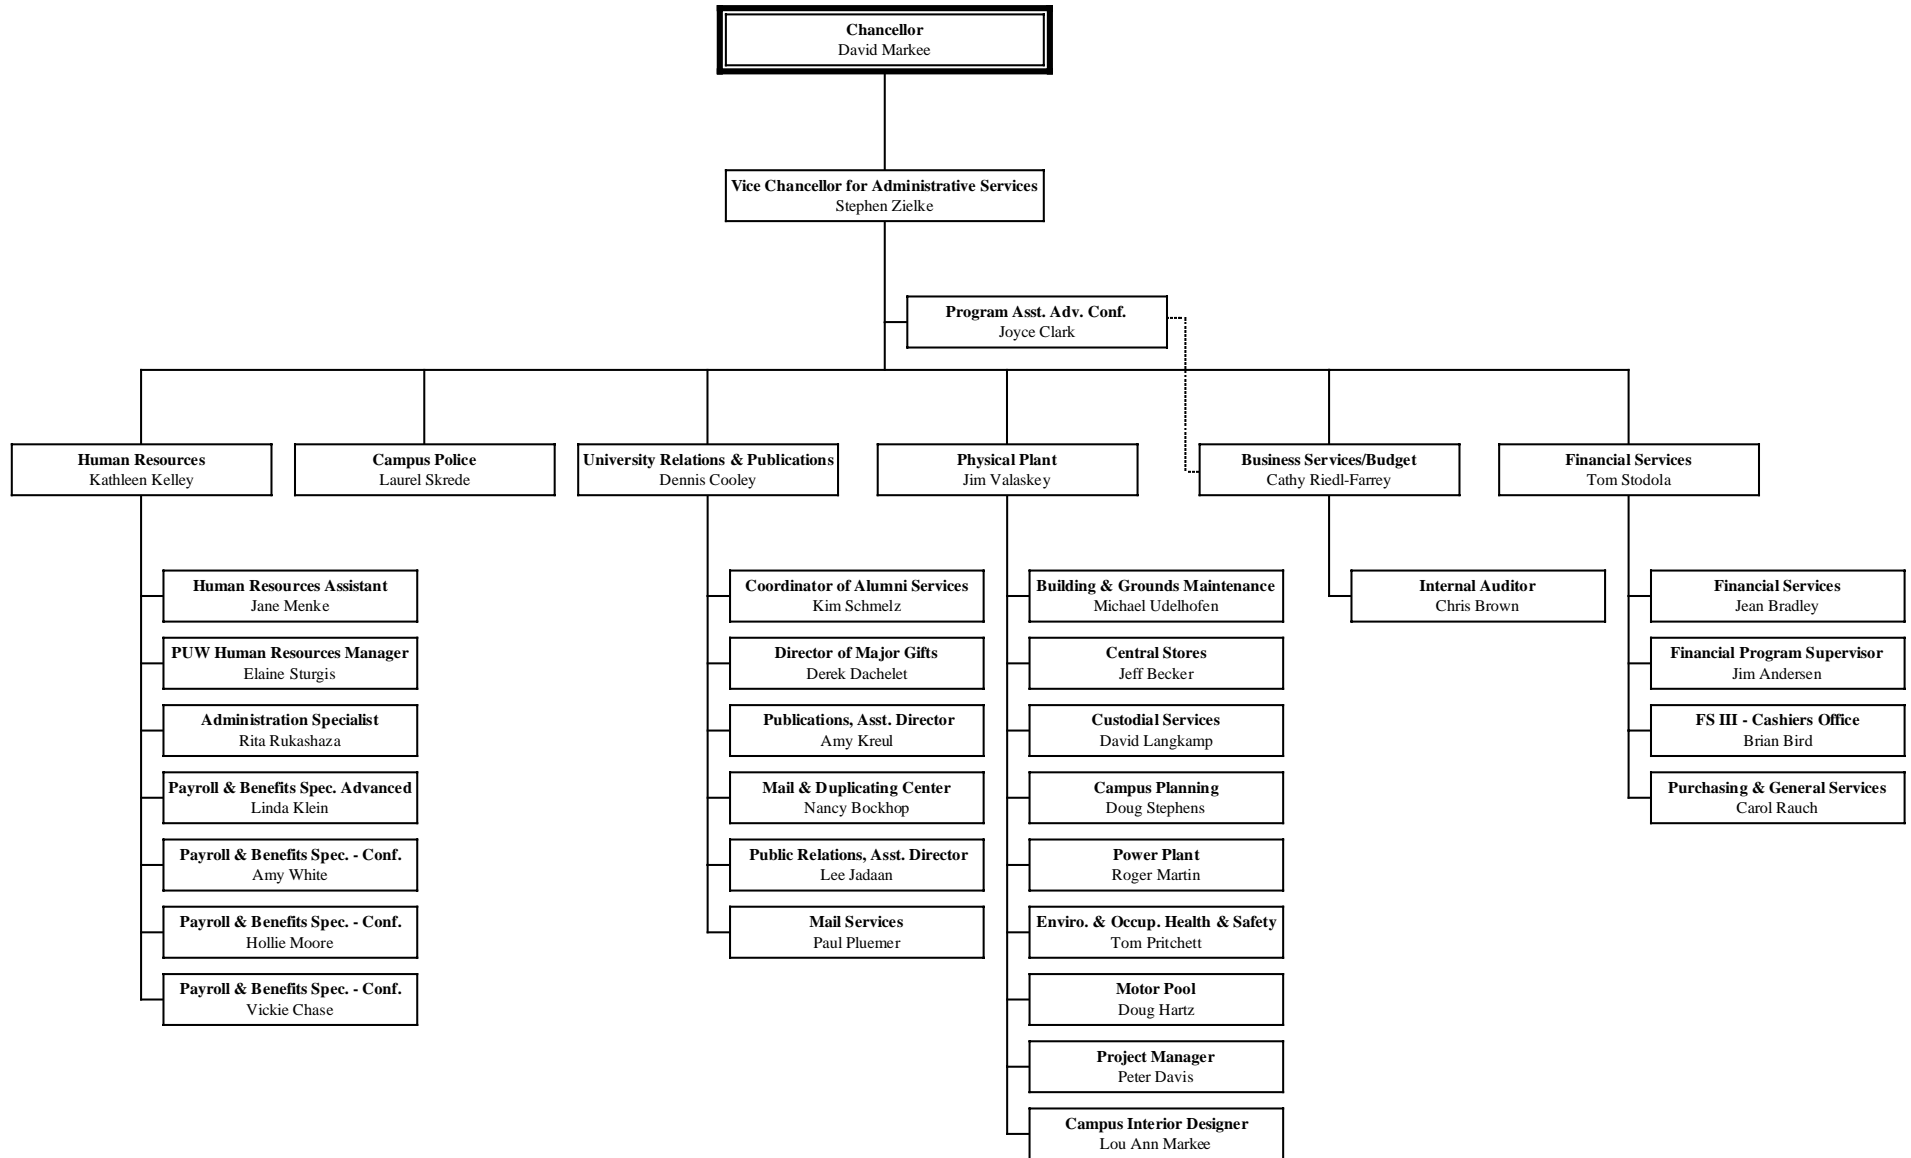 Chancellor
David Markee
Vice Chancellor for Administrative Services
Stephen Zielke
Program Asst. Adv. Conf.
Joyce Clark
Human Resources
Kathleen Kelley
Campus Police
Laurel Skrede
University Relations & Publications
Dennis Cooley
Physical Plant
Jim Valaskey
Business Services/Budget
Cathy Riedl-Farrey
Financial Services
Tom Stodola
Human Resources Assistant
Jane Menke
PUW Human Resources Manager
Elaine Sturgis
Administration Specialist
Rita Rukashaza
Payroll & Benefits Spec. Advanced
Linda Klein
Payroll & Benefits Spec. - Conf.
Amy White
Payroll & Benefits Spec. - Conf.
Hollie Moore
Payroll & Benefits Spec. - Conf.
Vickie Chase
Coordinator of Alumni Services
Kim Schmelz
Director of Major Gifts
Derek Dachelet
Publications, Asst. Director
Amy Kreul
Mail & Duplicating Center
Nancy Bockhop
Public Relations, Asst. Director
Lee Jadaan
Mail Services
Paul Pluemer
Building & Grounds Maintenance
Michael Udelhofen
Central Stores
Jeff Becker
Custodial Services
David Langkamp
Campus Planning
Doug Stephens
Power Plant
Roger Martin
Enviro. & Occup. Health & Safety
Tom Pritchett
Motor Pool
Doug Hartz
Project Manager
Peter Davis
Campus Interior Designer
Lou Ann Markee
Internal Auditor
Chris Brown
Financial Services
Jean Bradley
Financial Program Supervisor
Jim Andersen
FS III - Cashiers Office
Brian Bird
Purchasing & General Services
Carol Rauch